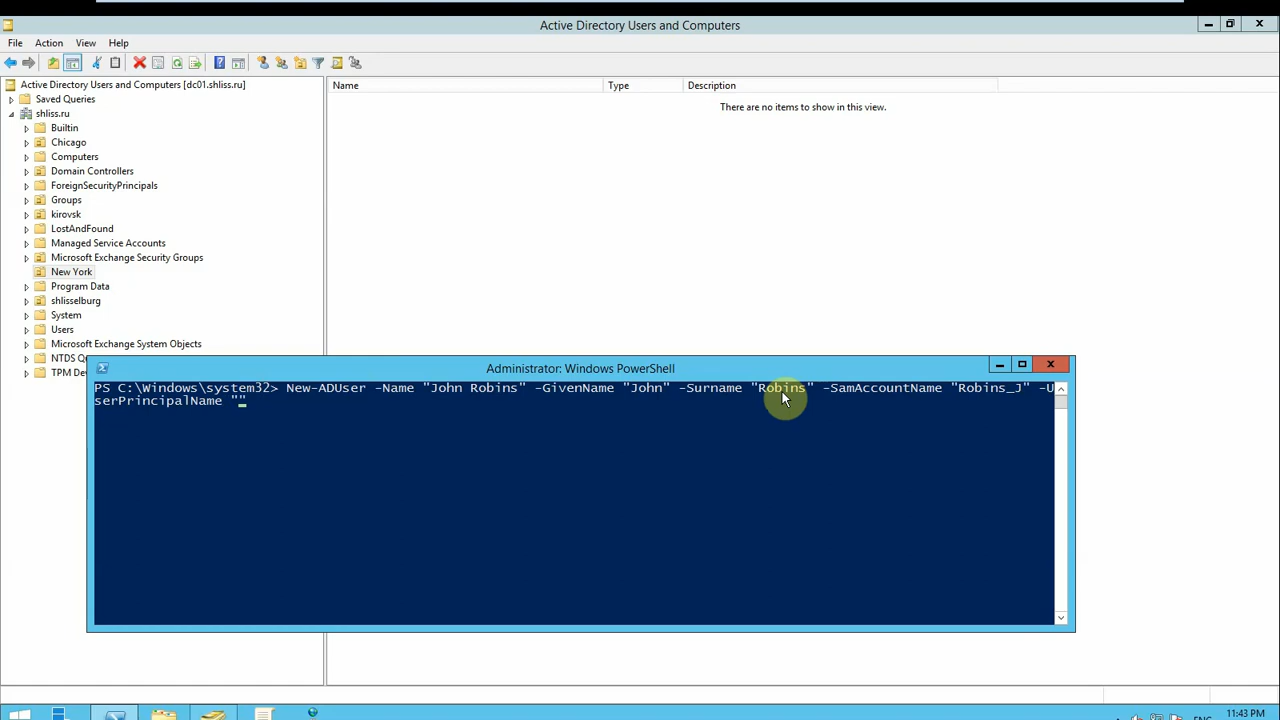 Active Directory Users and Computers
File Action View Help
Active Directory Users and Computers [dc01.shliss.ru]
Saved Queries
shliss.ru
Builtin
Chicago
Computers
Domain Controllers
ForeignSecurityPrincipals
Groups
kirovsk
LostAndFound
Managed Service Accounts
Microsoft Exchange Security Groups
New York
Program Data
shlisselburg
System
Users
Microsoft Exchange System Objects
NTDS
TPM
Name Type Description
There are no items to show in this view.
Administrator: Windows PowerShell
PS C:\Windows\system32> New-ADUser -Name "John Robins" -GivenName "John" -Surname "Robins" -SamAccountName "Robins_J" -U
serPrincipalName ""
ENG
11:43 PM